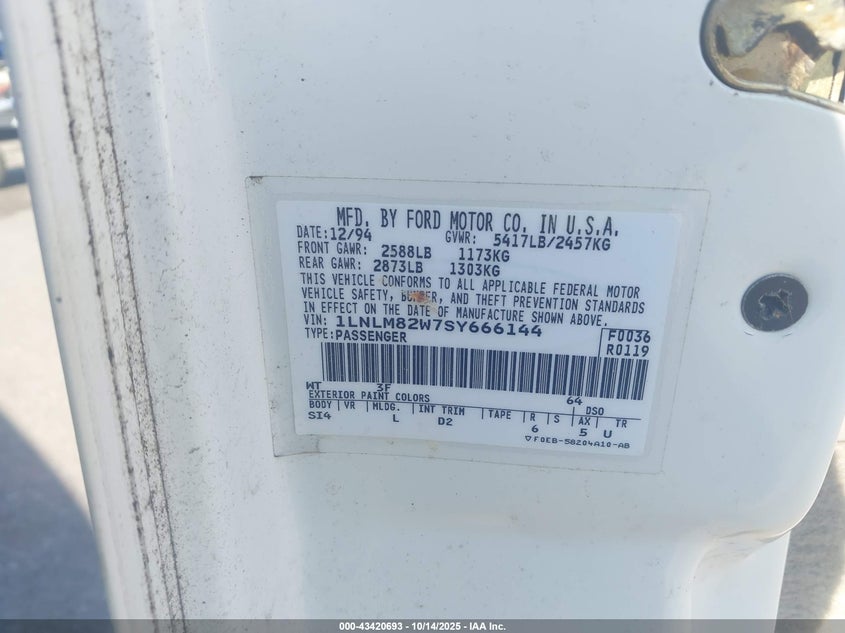 MFD. BY FORD MOTOR CO. IN U.S.A.
DATE: 12/94 GVWR: 5417LB/2457KG
FRONT GAWR: 2588LB 1173KG
REAR GAWR: 2873LB 1303KG
THIS VEHICLE CONFORMS TO ALL APPLICABLE FEDERAL MOTOR
VEHICLE SAFETY, BUMPER, AND THEFT PREVENTION STANDARDS
IN EFFECT ON THE DATE OF MANUFACTURE SHOWN ABOVE.
VIN: 1LNLM82W7SY666144
TYPE: PASSENGER
F0036
R0119
WT 3F 64
EXTERIOR PAINT COLORS DSO
BODY VR MLDG. INT TRIM TAPE R S AX TR
SI4 L D2 6 5 U
F0EB-58204A10-AB
000-43420693 - 10/14/2025 - IAA Inc.